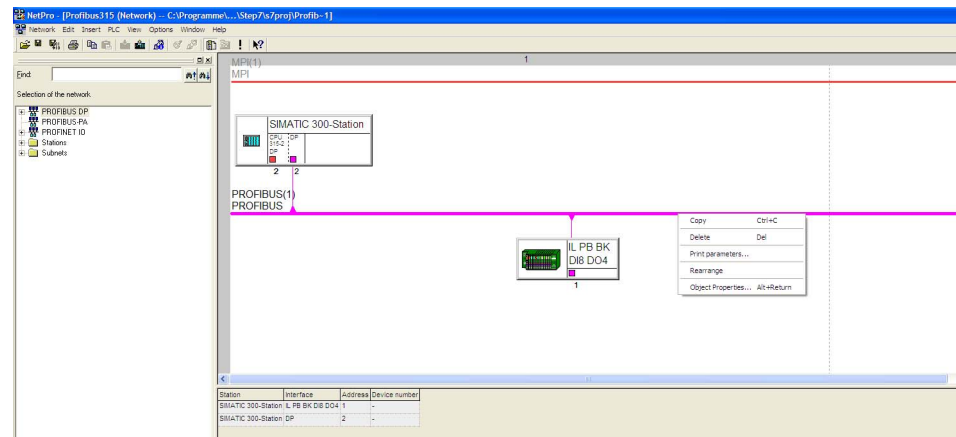 NetPro - [Profibus315 (Network) -- C:\Programme\...\Step7\s7proj\Profib~1]
Network Edit Insert PLC View Options Window Help
Find:
Selection of the network
PROFIBUS DP
PROFIBUS-PA
PROFINET IO
Stations
Subnets
1
MPI(1)
MPI
SIMATIC 300-Station
CPU DP
315-2
DP
2 2
PROFIBUS(1)
PROFIBUS
IL PB BK
DI8 DO4
1
Copy Ctrl+C
Delete Del
Print parameters...
Rearrange
Object Properties... Alt+Return
Station Interface Address Device number
SIMATIC 300-Station IL PB BK DI8 DO4 1 -
SIMATIC 300-Station DP 2 -